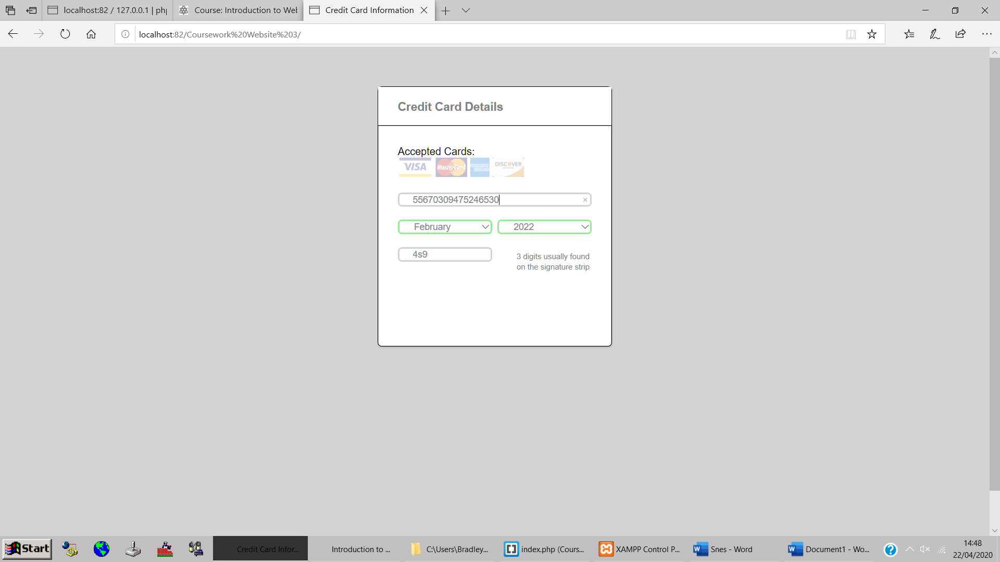 localhost:82 / 127.0.0.1 | ph
Course: Introduction to Wel
Credit Card Information
localhost:82/Coursework%20Website%203/
Credit Card Details
Accepted Cards:
VISA MasterCard AMERICAN EXPRESS DISCOVER NETWORK
55670309475246530
February 2022
4s9
3 digits usually found
on the signature strip
Start
Credit Card Infor...
Introduction to ...
C:\Users\Bradley...
index.php (Cours...
XAMPP Control P...
Snes - Word
Document1 - Wo...
14:48
22/04/2020